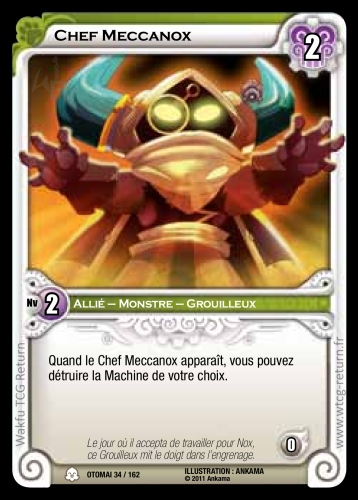 CHEF MECCANOX
2
Nv 2 ALLIÉ – MONSTRE – GROUILLEUX
Quand le Chef Meccanox apparaît, vous pouvez
détruire la Machine de votre choix.
Le jour où il accepta de travailler pour Nox,
ce Grouilleux mit le doigt dans l'engrenage.
0
OTOMAI 34 / 162
ILLUSTRATION : ANKAMA
© 2011 Ankama
Wakfu TCG Return
www.wtcg-return.fr